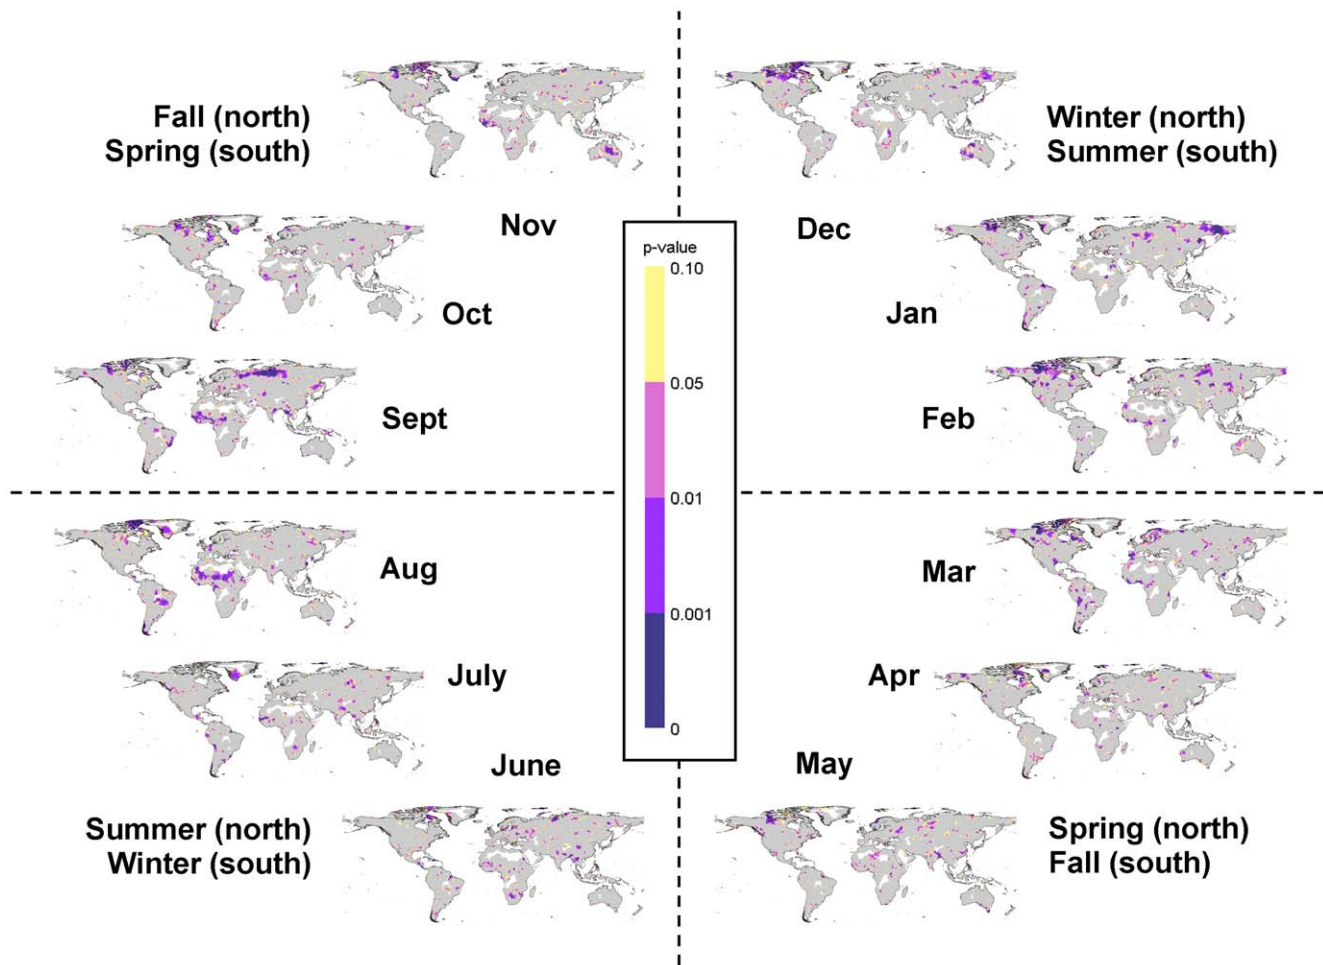 Fall (north)
Spring (south)
Winter (north)
Summer (south)
Nov
Dec
p-value
0.10
0.05
0.01
0.001
0
Oct
Jan
Sept
Feb
Aug
Mar
July
Apr
June
May
Summer (north)
Winter (south)
Spring (north)
Fall (south)